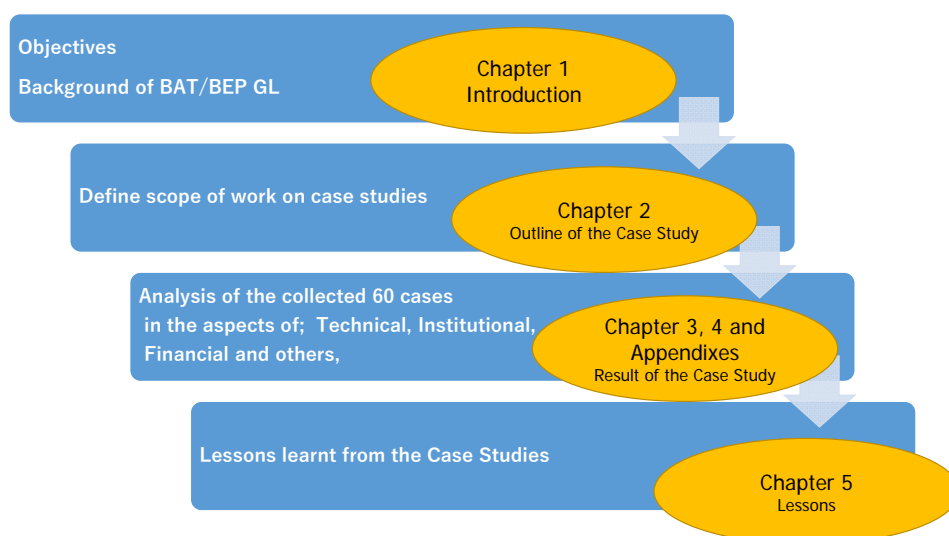 Objectives
Background of BAT/BEP GL
Chapter 1
Introduction
Define scope of work on case studies
Chapter 2
Outline of the Case Study
Analysis of the collected 60 cases
in the aspects of; Technical, Institutional,
Financial and others,
Chapter 3, 4 and
Appendixes
Result of the Case Study
Lessons learnt from the Case Studies
Chapter 5
Lessons